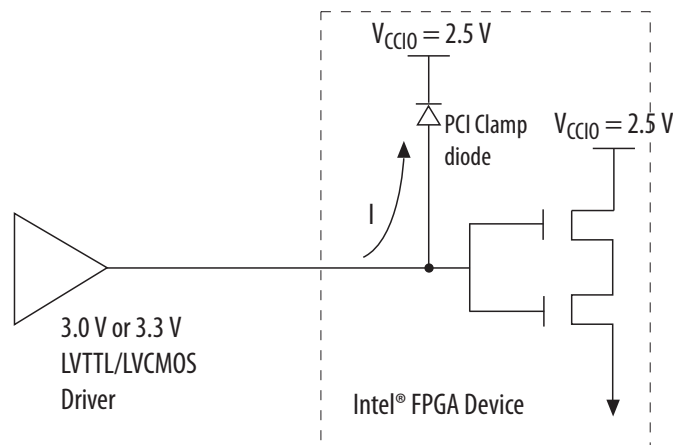 V_CCIO = 2.5 V
PCI Clamp
diode
V_CCIO = 2.5 V
I
3.0 V or 3.3 V
LVTTL/LVCMOS
Driver
Intel® FPGA Device